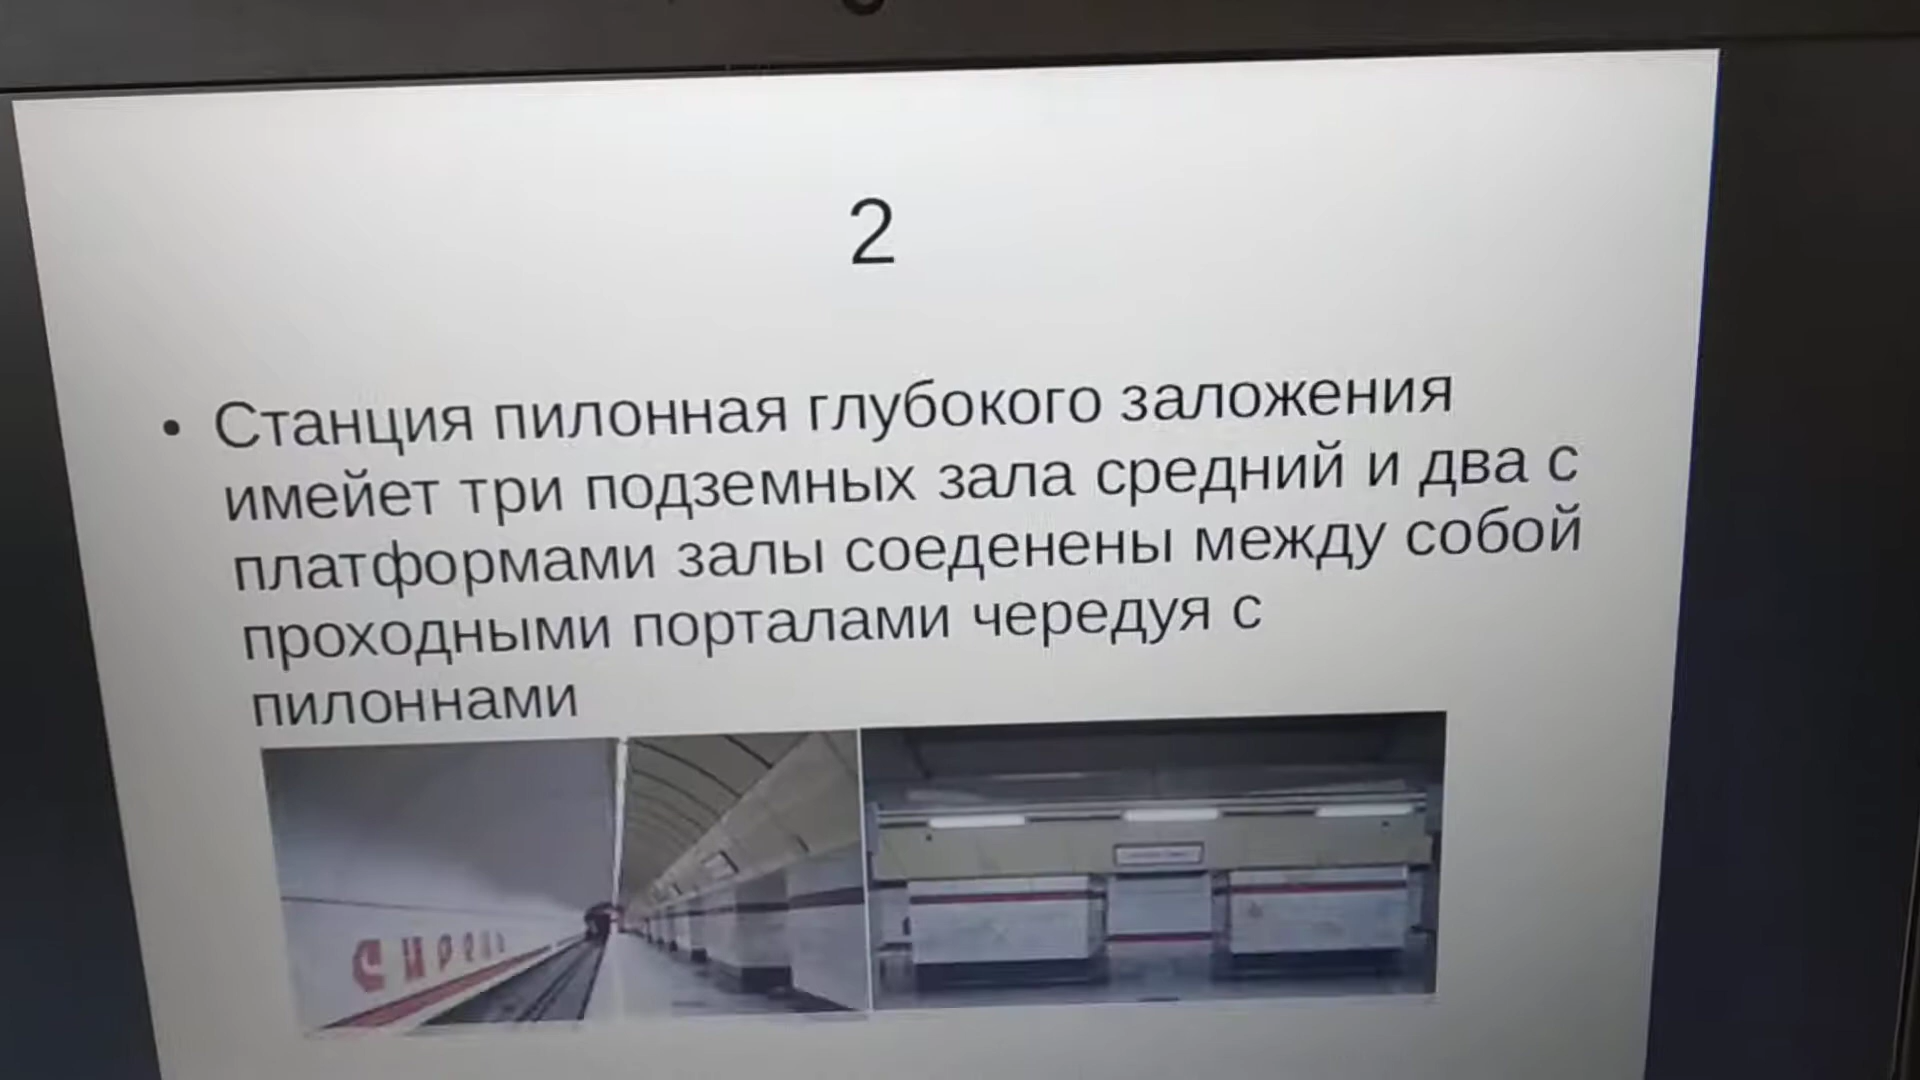 2
• Станция пилонная глубокого заложения
имейет три подземных зала средний и два с
платформами залы соеденены между собой
проходными порталами чередуя с
пилоннами